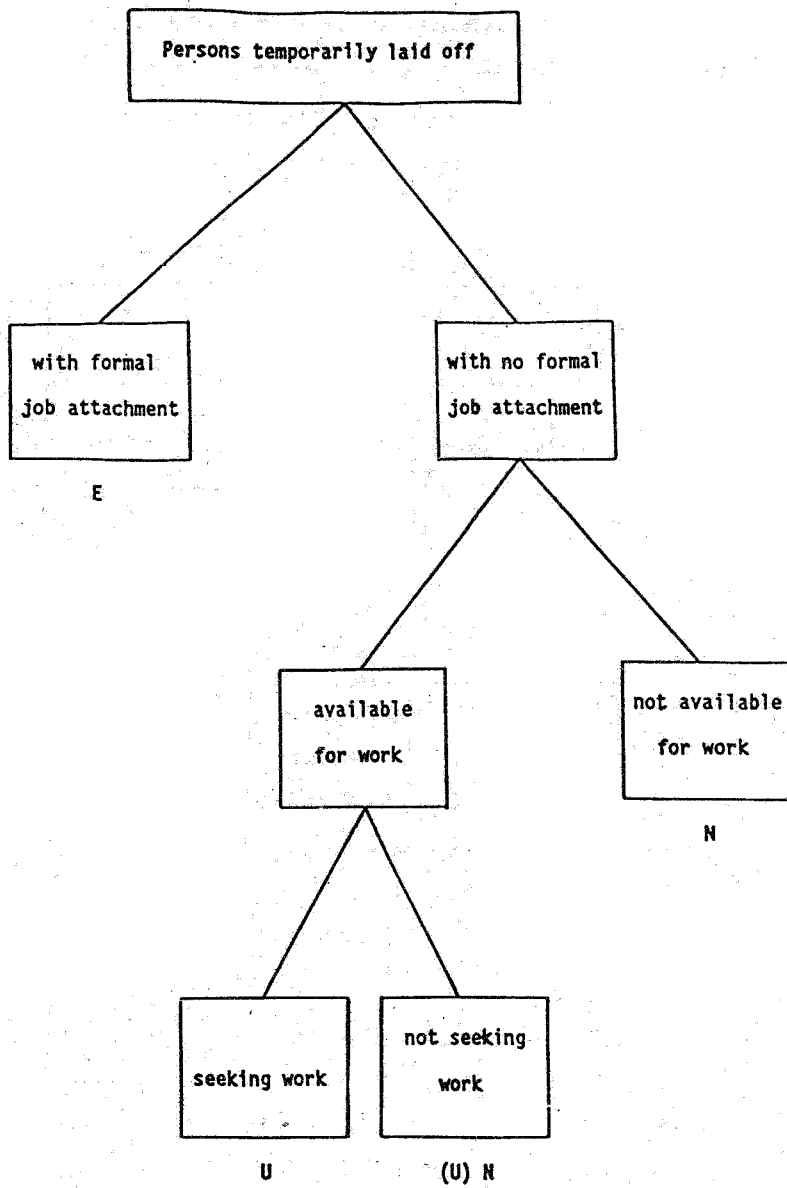 Persons temporarily laid off
with formal
job attachment
E
with no formal
job attachment
available
for work
not available
for work
N
seeking work
U
not seeking
work
(U) N